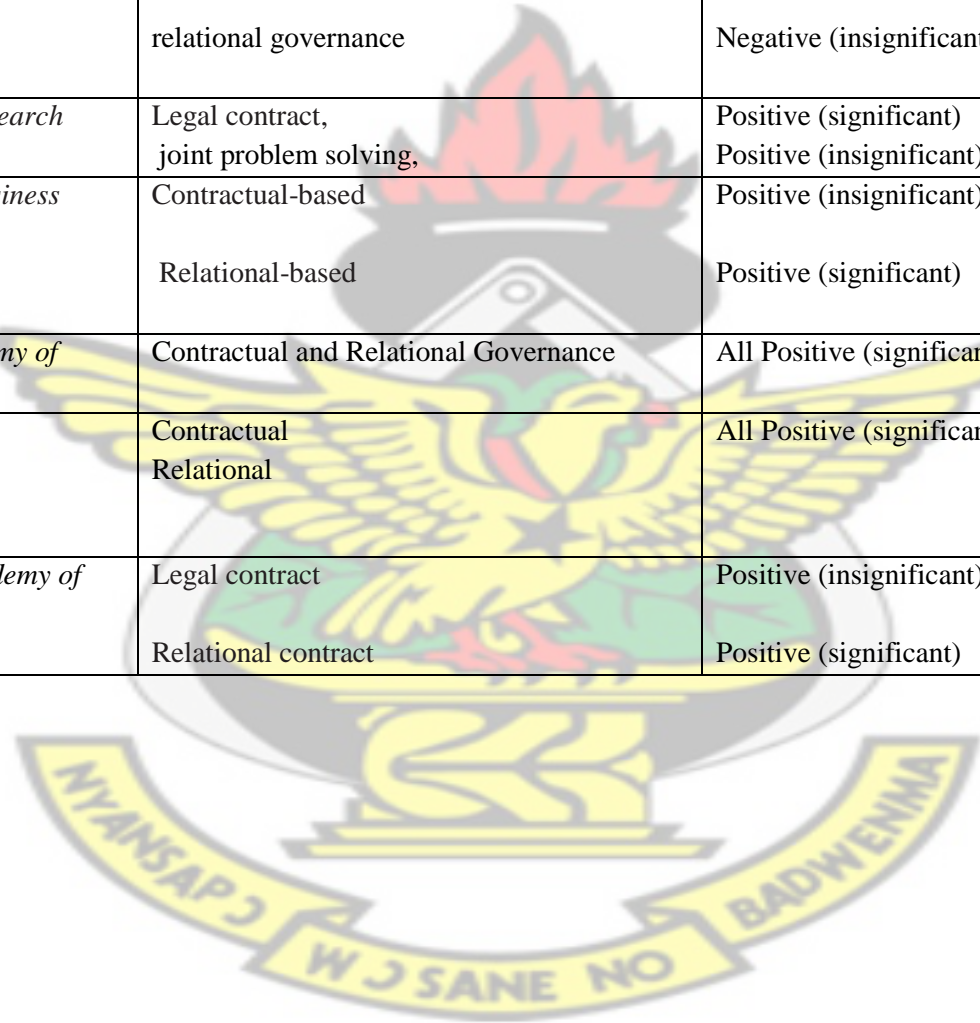 relational governance Negative (insignificant
earch Legal contract, Positive (significant)
joint problem solving, Positive (insignificant)
iness Contractual-based Positive (insignificant)
Relational-based Positive (significant)
my of Contractual and Relational Governance All Positive (significan
Contractual All Positive (significan
Relational
demy of Legal contract Positive (insignificant)
Relational contract Positive (significant)
NYANSAPƆ
WƆSANE NO
BADWENMA